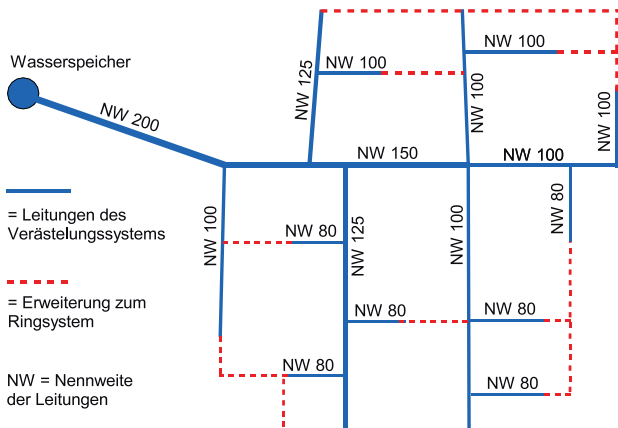 Wasserspeicher
NW 200
NW 125
NW 100
NW 100
NW 100
NW 150
NW 100
NW 100
NW 100
NW 80
NW 125
NW 100
NW 80
NW 80
NW 80
NW 80
NW 80
= Leitungen des
Verästelungssystems
= Erweiterung zum
Ringsystem
NW = Nennweite
der Leitungen